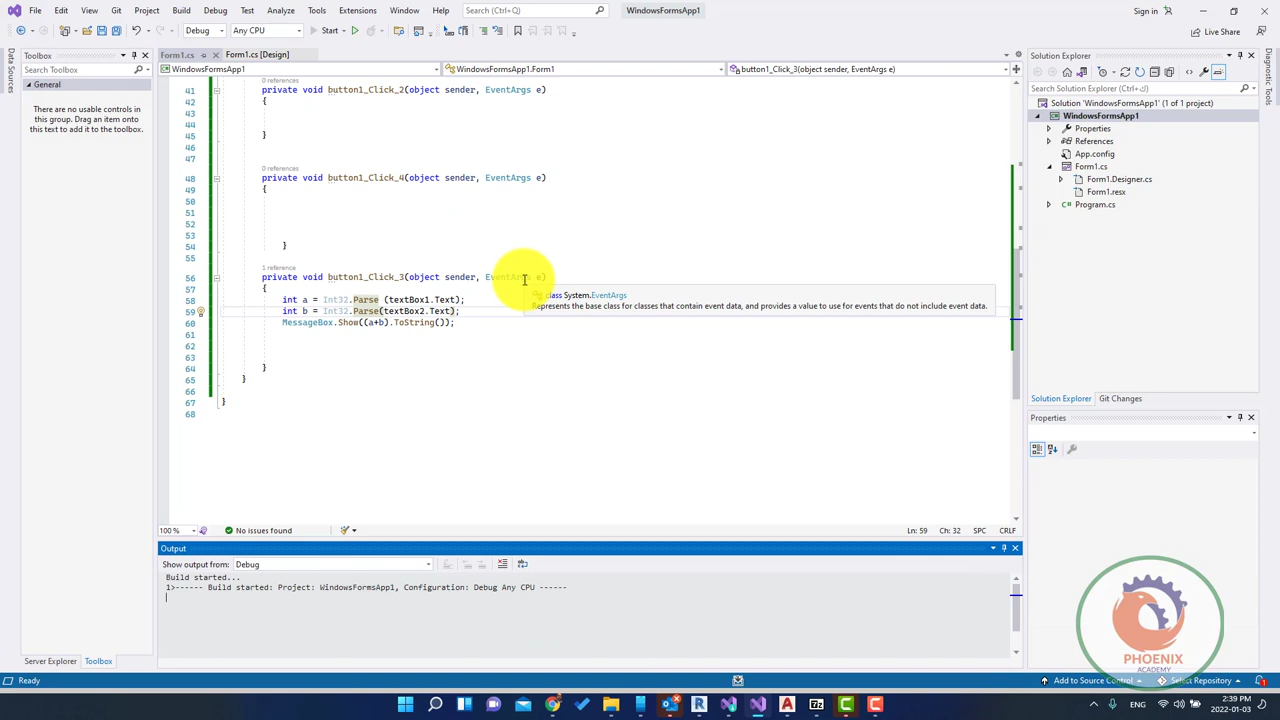 File Edit View Git Project Build Debug Test Analyze Tools Extensions Window Help Search (Ctrl+Q) WindowsFormsApp1 Sign in
Debug Any CPU Start Live Share
Data Sources
Toolbox
Search Toolbox
General
There are no usable controls in
this group. Drag an item onto
this text to add it to the toolbox.
Form1.cs Form1.cs [Design]
WindowsFormsApp1 WindowsFormsApp1.Form1 button1_Click_3(object sender, EventArgs e)
0 references
41 private void button1_Click_2(object sender, EventArgs e)
42 {
43
44
45 }
46
47
0 references
48 private void button1_Click_4(object sender, EventArgs e)
49 {
50
51
52
53
54 }
55
1 reference
56 private void button1_Click_3(object sender, EventArgs e)
57 {
58 int a = Int32.Parse (textBox1.Text);
59 int b = Int32.Parse(textBox2.Text);
60 MessageBox.Show((a+b).ToString());
61
62
63
64 }
65 }
66
67 }
68
class System.EventArgs
Represents the base class for classes that contain event data, and provides a value to use for events that do not include event data.
100 % No issues found Ln: 59 Ch: 32 SPC CRLF
Output
Show output from: Debug
Build started...
1>------ Build started: Project: WindowsFormsApp1, Configuration: Debug Any CPU ------
Solution Explorer
Search Solution Explorer (Ctrl+ç)
Solution 'WindowsFormsApp1' (1 of 1 project)
WindowsFormsApp1
Properties
References
App.config
Form1.cs
Form1.Designer.cs
Form1.resx
Program.cs
Solution Explorer Git Changes
Properties
Diagnostic Tools
PHOENIX
ACADEMY
Server Explorer Toolbox
Ready Add to Source Control Select Repository
ENG 2:39 PM
2022-01-03